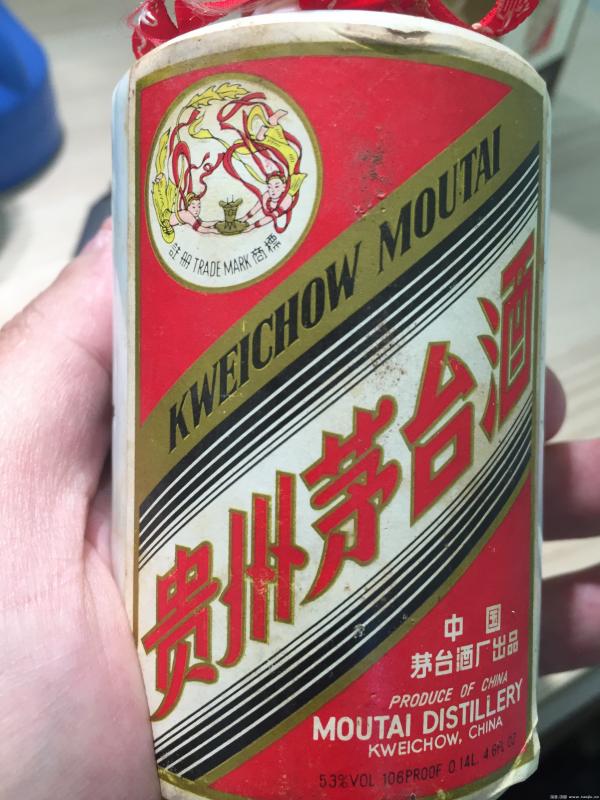 註册 TRADE MARK 商標
KWEICHOW MOUTAI
贵州茅台酒
中国
茅台酒厂出品
PRODUCE OF CHINA
MOUTAI DISTILLERY
KWEICHOW, CHINA
53%VOL 106PROOF 0.14L 4.6fl OZ